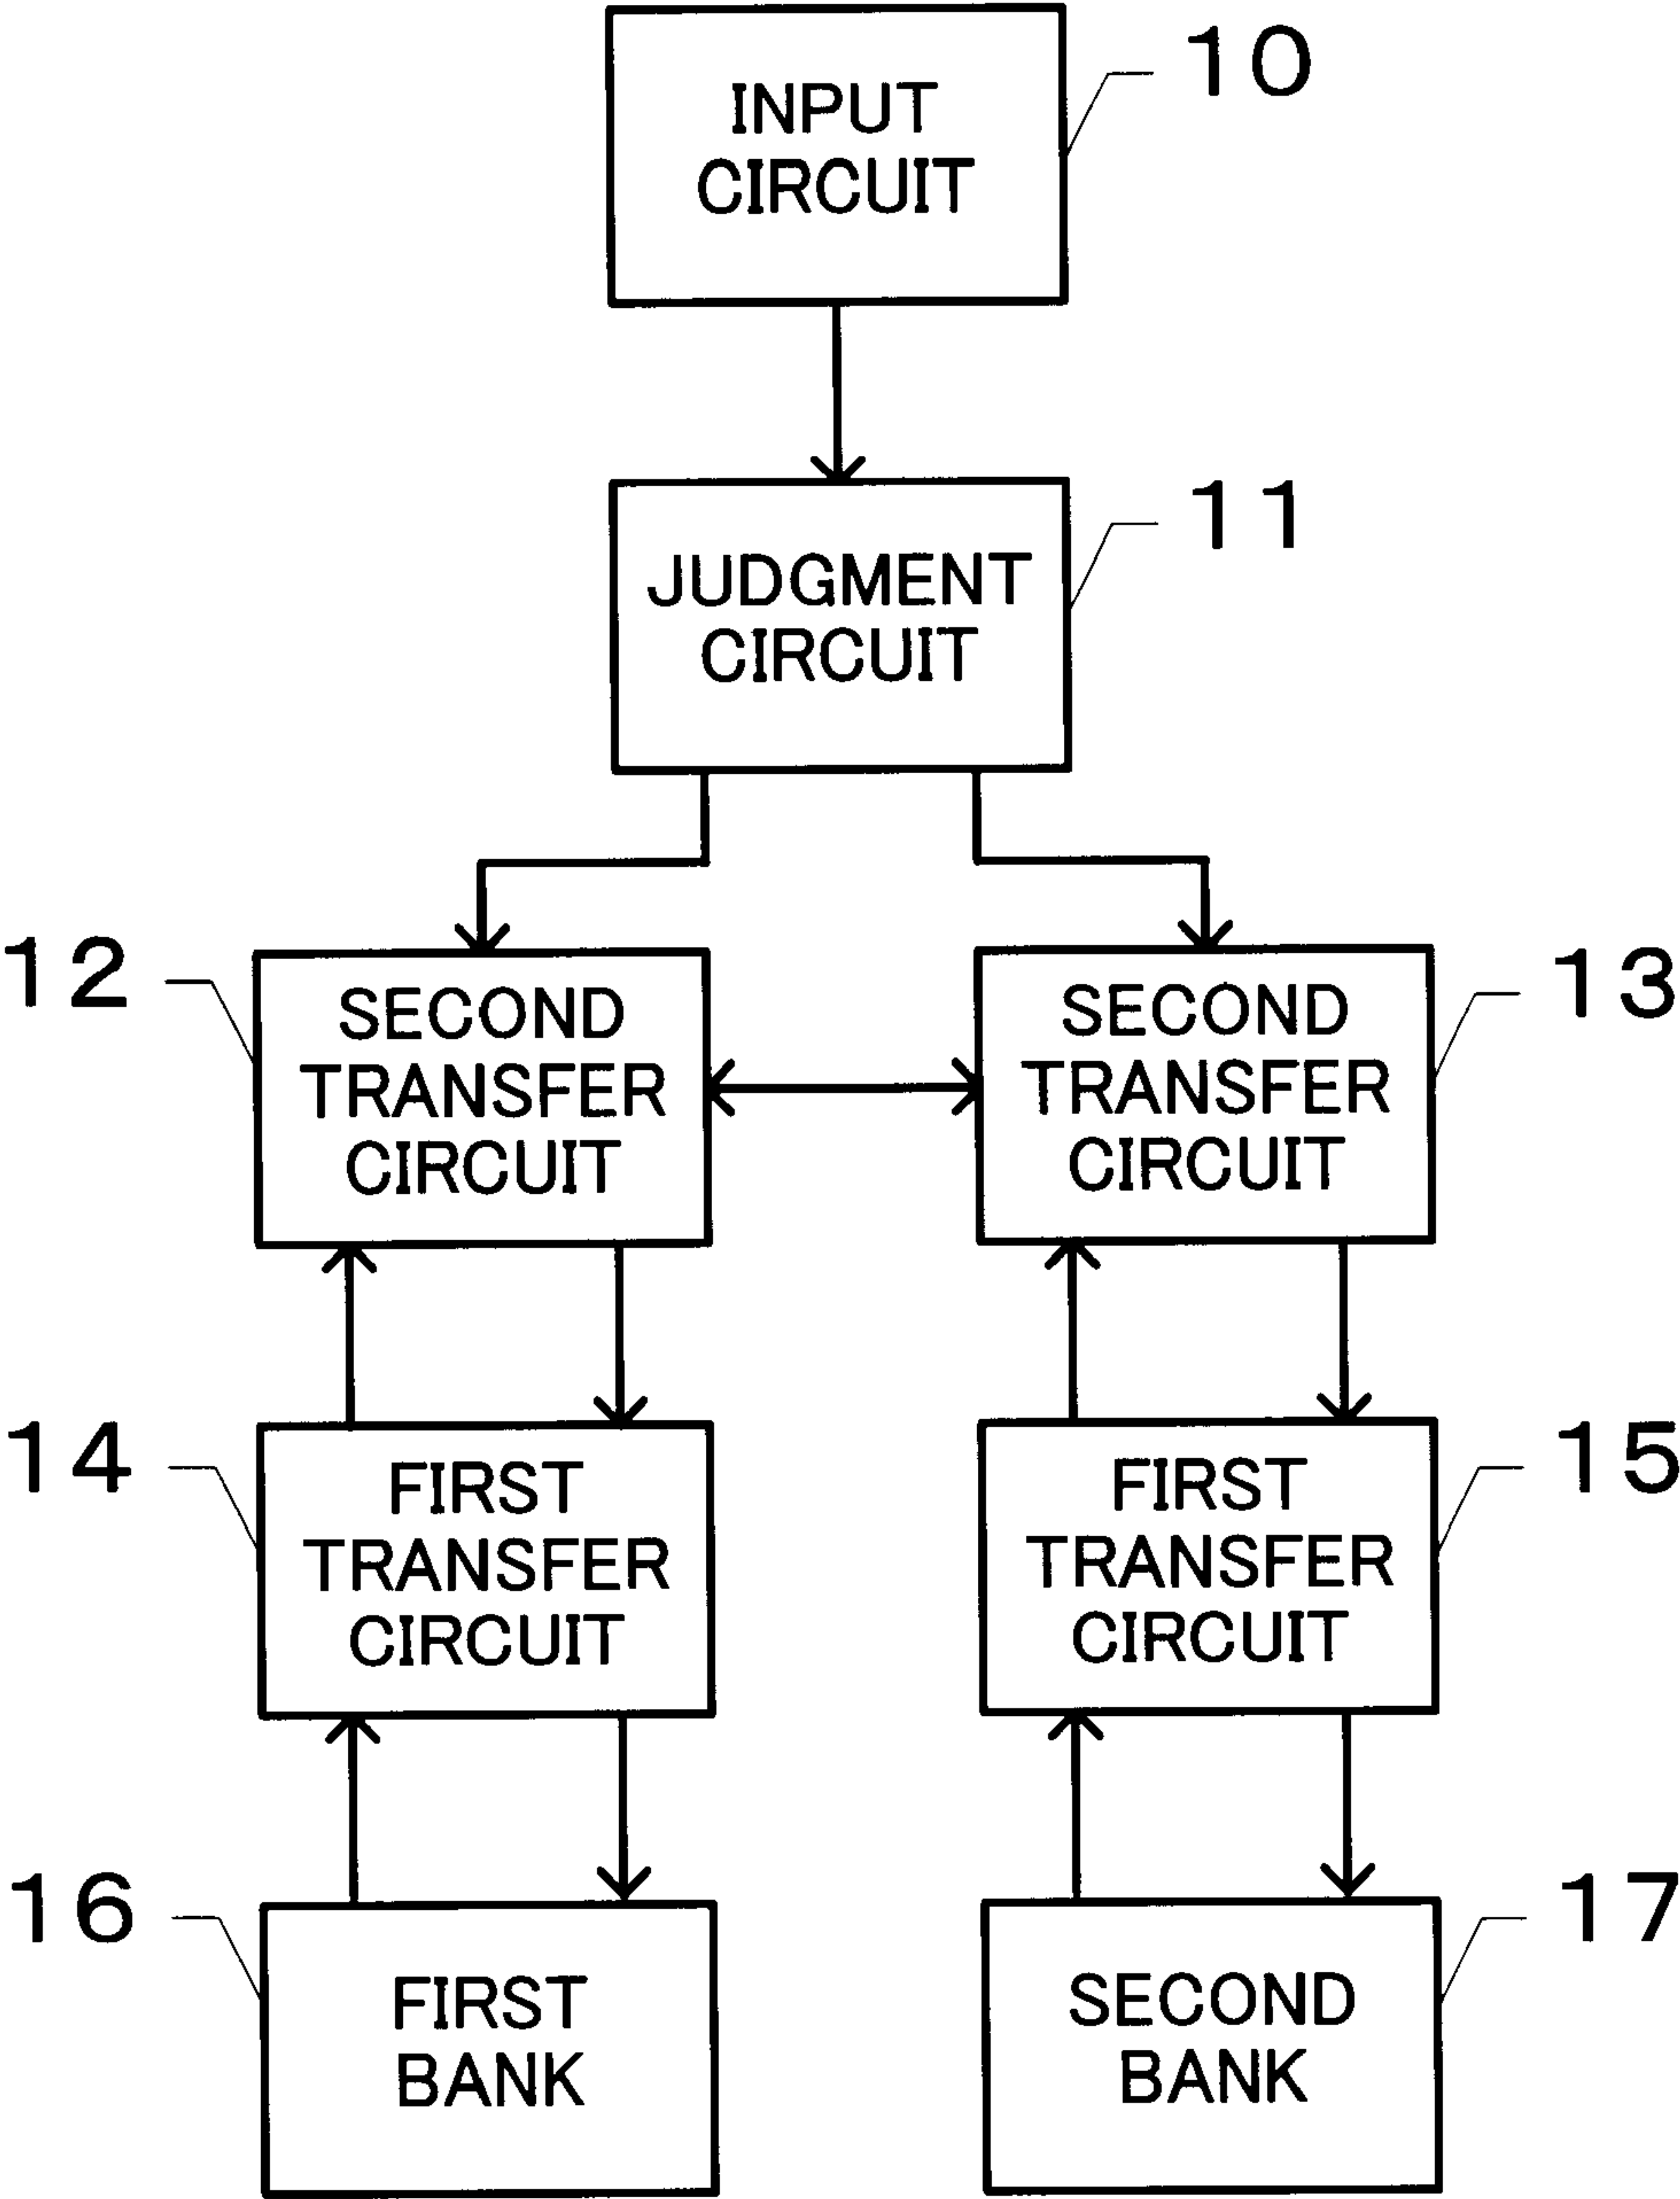 INPUT
CIRCUIT
10
JUDGMENT
CIRCUIT
11
12
SECOND
TRANSFER
CIRCUIT
SECOND
TRANSFER
CIRCUIT
13
14
FIRST
TRANSFER
CIRCUIT
FIRST
TRANSFER
CIRCUIT
15
16
FIRST
BANK
SECOND
BANK
17